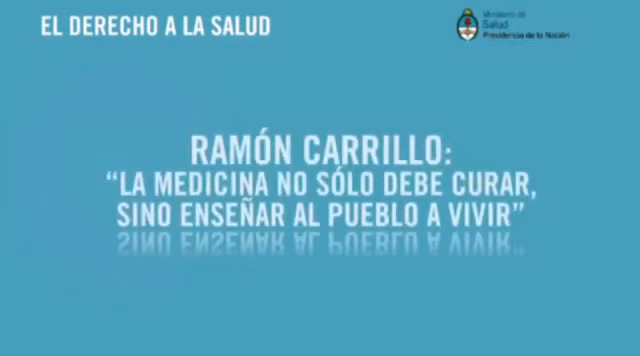 EL DERECHO A LA SALUD
Ministerio de
Salud
Presidencia de la Nación
RAMÓN CARRILLO:
“LA MEDICINA NO SÓLO DEBE CURAR,
SINO ENSEÑAR AL PUEBLO A VIVIR”